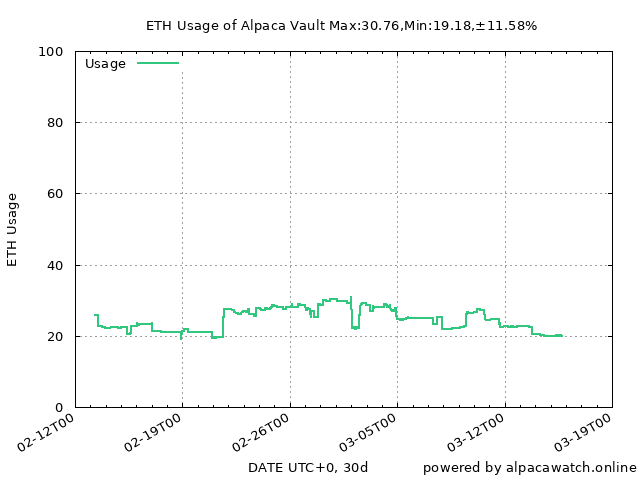 ETH Usage of Alpaca Vault Max:30.76,Min:19.18,±11.58%
100
Usage
80
60
ETH Usage
40
20
0
02-12T00
02-19T00
02-26T00
03-05T00
03-12T00
03-19T00
DATE UTC+0, 30d
powered by alpacawatch.online